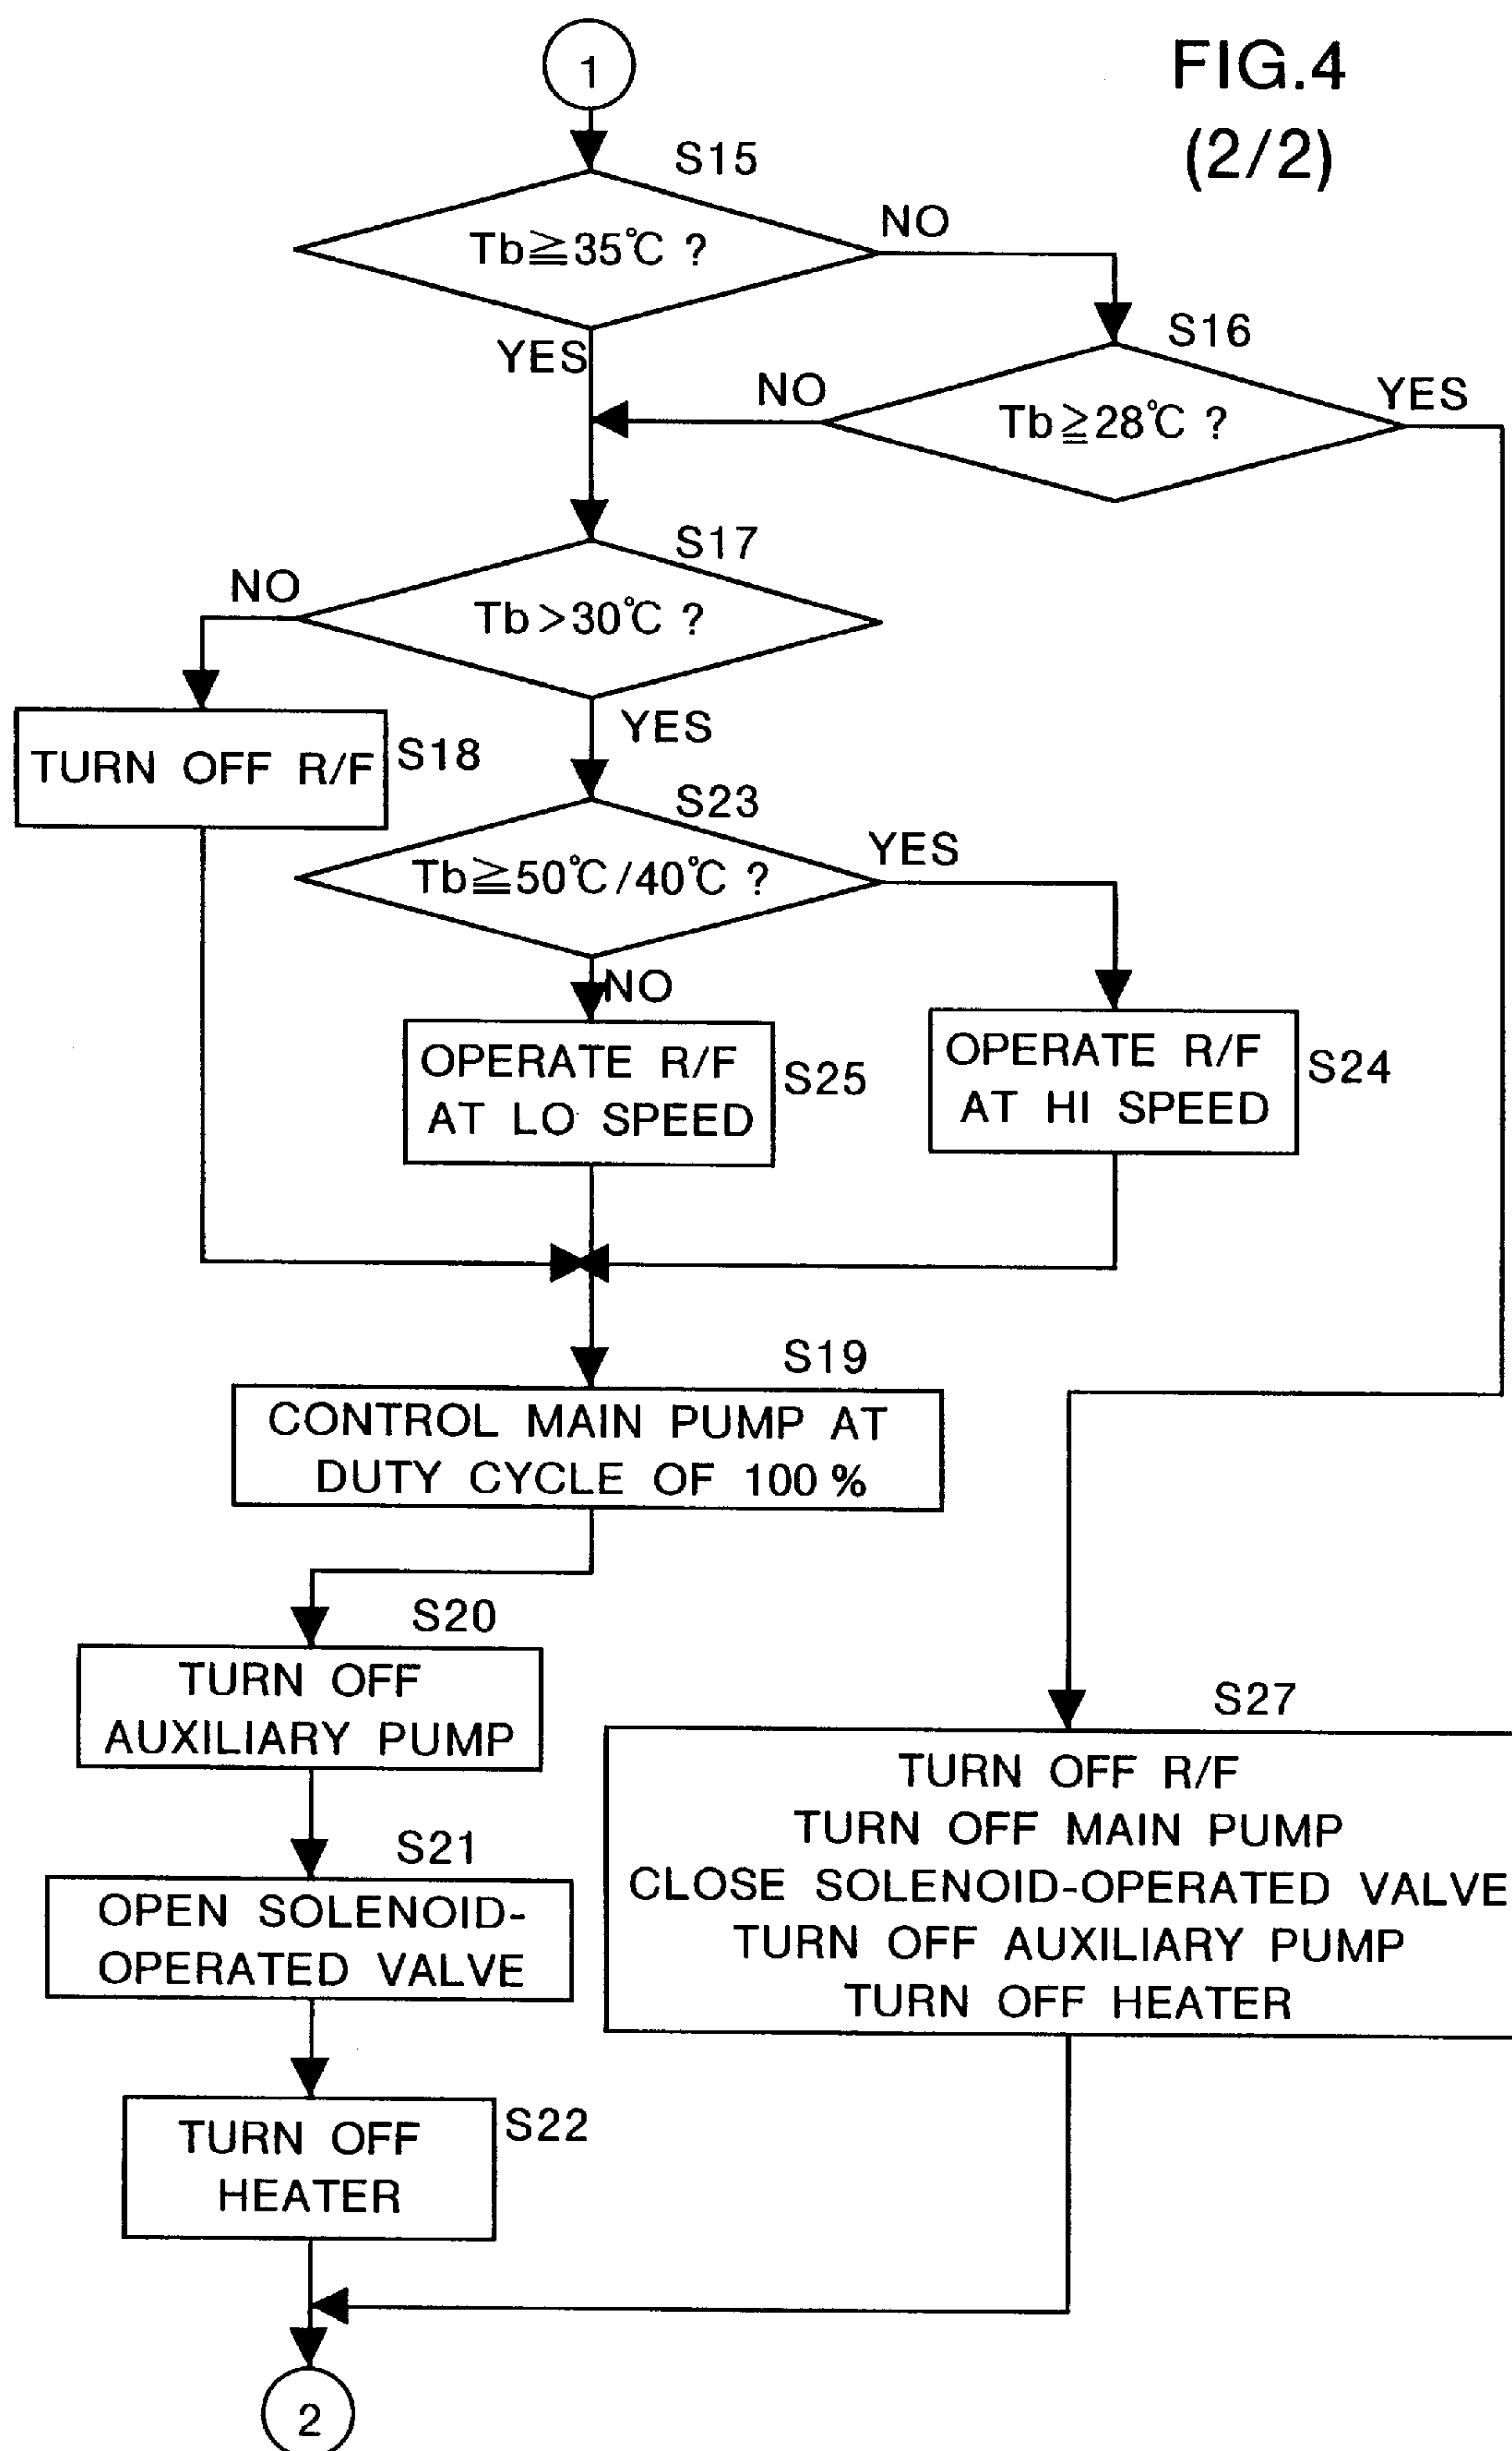 FIG.4
(2/2)
1
S15
Tb≧35℃ ?
NO
YES
S16
Tb≧28℃ ?
NO
YES
S17
Tb>30℃ ?
NO
YES
TURN OFF R/F
S18
S23
Tb≧50℃/40℃ ?
YES
NO
OPERATE R/F
AT LO SPEED
S25
OPERATE R/F
AT HI SPEED
S24
S19
CONTROL MAIN PUMP AT
DUTY CYCLE OF 100 %
S20
TURN OFF
AUXILIARY PUMP
S21
OPEN SOLENOID-
OPERATED VALVE
TURN OFF
HEATER
S22
S27
TURN OFF R/F
TURN OFF MAIN PUMP
CLOSE SOLENOID-OPERATED VALVE
TURN OFF AUXILIARY PUMP
TURN OFF HEATER
2